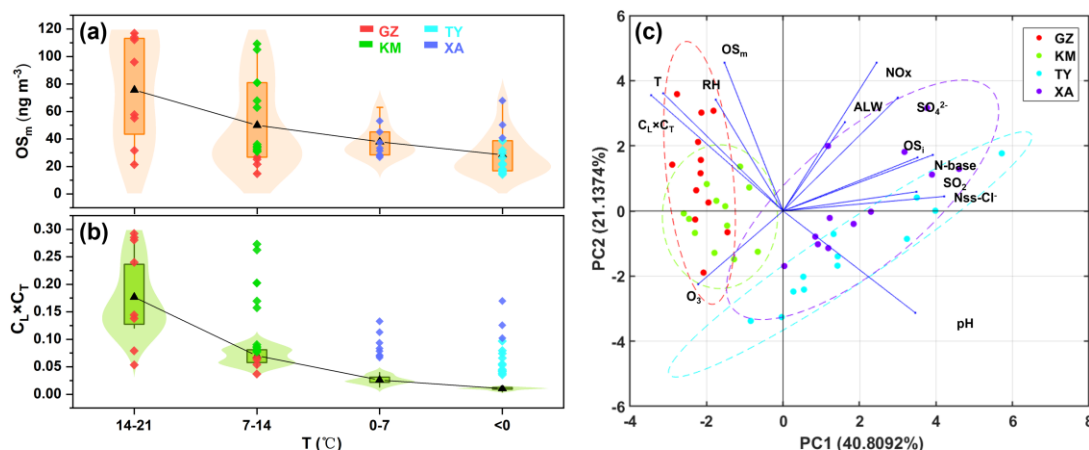 (a)
GZ
TY
KM
XA
OSm (ng m-3)
120
100
80
60
40
20
0
(b)
CL×CT
0.30
0.25
0.20
0.15
0.10
0.05
0.00
14-21
7-14
0-7
<0
T (℃)
(c)
GZ
KM
TY
XA
PC2 (21.1374%)
6
4
2
0
-2
-4
-6
OSm
NOx
T
RH
SO42-
ALW
CL×CT
OSi
N-base
SO2
Nss-Cl-
O3
pH
-4
-2
0
2
4
6
8
PC1 (40.8092%)